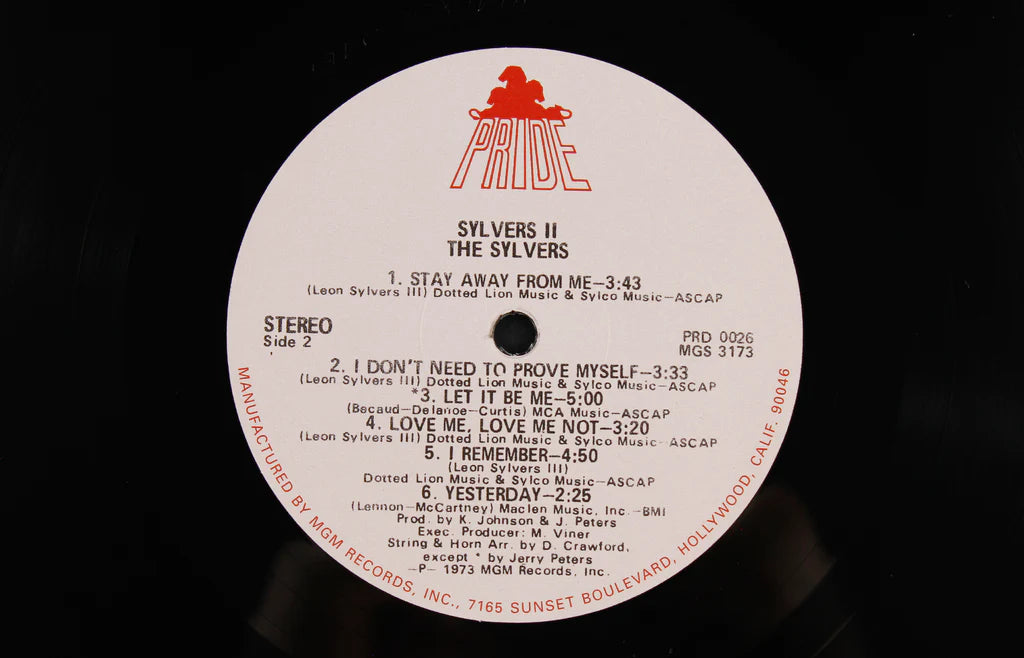 PRIDE
SYLVERS II
THE SYLVERS
1. STAY AWAY FROM ME—3:43
(Leon Sylvers III) Dotted Lion Music & Sylco Music—ASCAP
STEREO
Side 2
PRD 0026
MGS 3173
2. I DON'T NEED TO PROVE MYSELF—3:33
(Leon Sylvers III) Dotted Lion Music & Sylco Music—ASCAP
*3. LET IT BE ME—5:00
(Becaud—Delanoe—Curtis) MCA Music—ASCAP
4. LOVE ME, LOVE ME NOT—3:20
(Leon Sylvers III) Dotted Lion Music & Sylco Music—ASCAP
5. I REMEMBER—4:50
(Leon Sylvers III)
Dotted Lion Music & Sylco Music—ASCAP
6. YESTERDAY—2:25
(Lennon—McCartney) Maclen Music, Inc.—BMI
Prod. by K. Johnson & J. Peters
Exec. Producer: M. Viner
String & Horn Arr. by D. Crawford,
except * by Jerry Peters
—P— 1973 MGM Records, Inc.
MANUFACTURED BY MGM RECORDS, INC., 7165 SUNSET BOULEVARD, HOLLYWOOD, CALIF. 90046